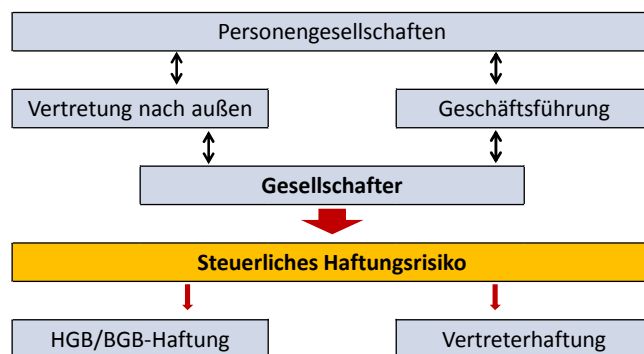 Personengesellschaften
Vertretung nach außen
Geschäftsführung
Gesellschafter
Steuerliches Haftungsrisiko
HGB/BGB-Haftung
Vertreterhaftung